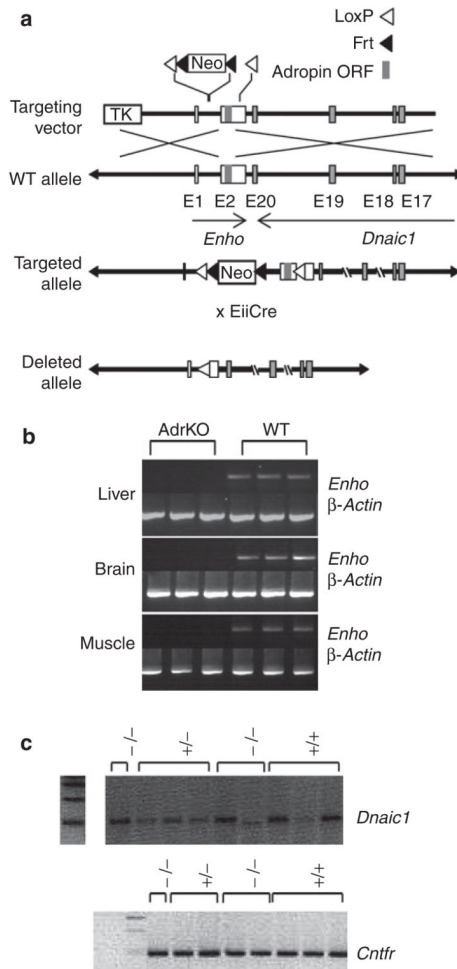 a
LoxP
Frt
Adropin ORF
Neo
Targeting vector
TK
WT allele
E1 E2 E20 E19 E18 E17
Enho Dnaic1
Targeted allele
Neo
x EiiCre
Deleted allele
b
AdrKO WT
Liver
Enho
β-Actin
Brain
Enho
β-Actin
Muscle
Enho
β-Actin
c
–/– +/– –/– +/+
Dnaic1
–/– +/– –/– +/+
Cntfr